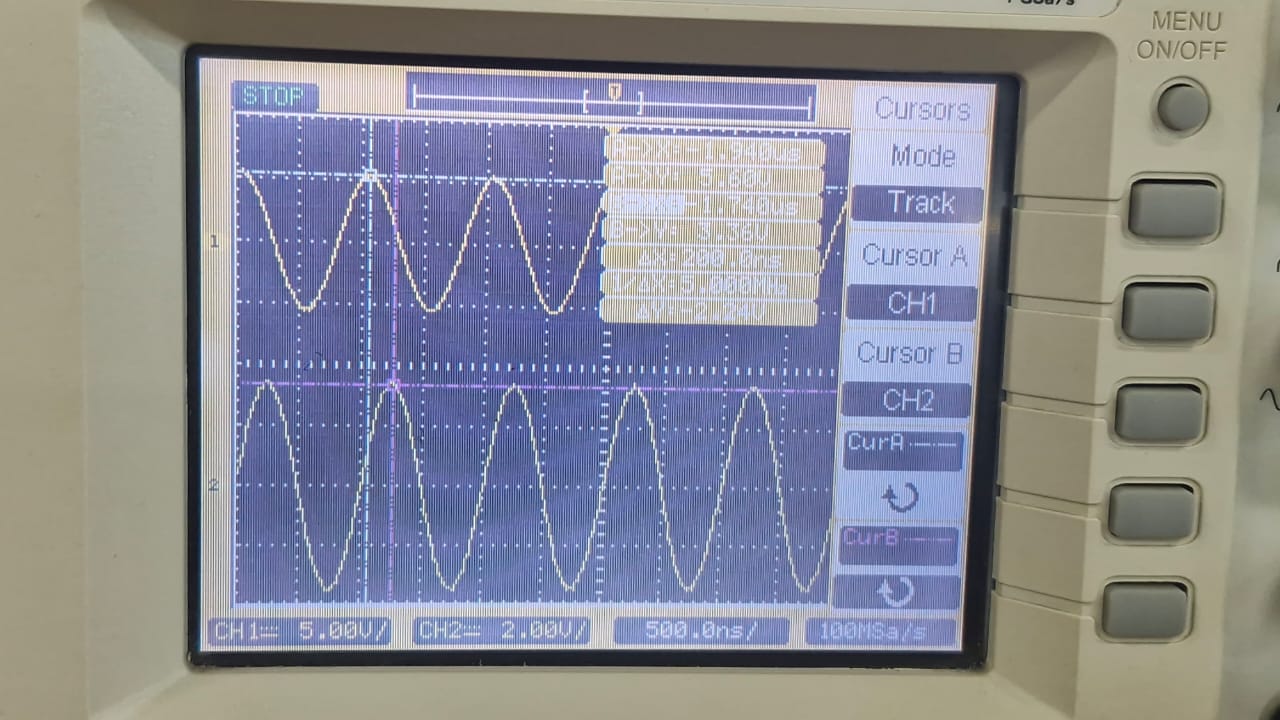 MENU
ON/OFF
STOP
T
Cursors
Mode
Track
Cursor A
CH1
Cursor B
CH2
CurA
CurB
A->X:-1.940us
A->Y: 5.60V
-1.740us
B->Y: 3.36V
ΔX:200.0ns
1/ΔX:5.000MHz
ΔY:-2.24V
1
2
CH1 5.00V/
CH2 2.00V/
500.0ns/
100MSa/s